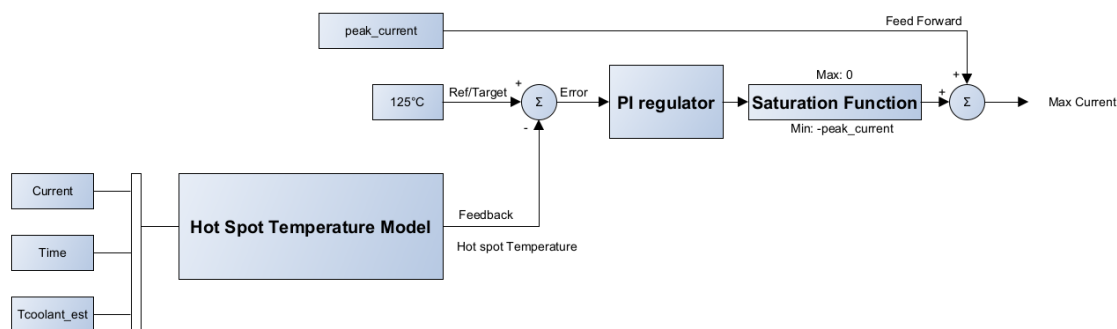 Feed Forward
peak_current
+
Max: 0
125°C
Ref/Target
+
Σ
Error
PI regulator
Saturation Function
+
Σ
Max Current
-
Min: -peak_current
Current
Hot Spot Temperature Model
Feedback
Time
Hot spot Temperature
Tcoolant_est